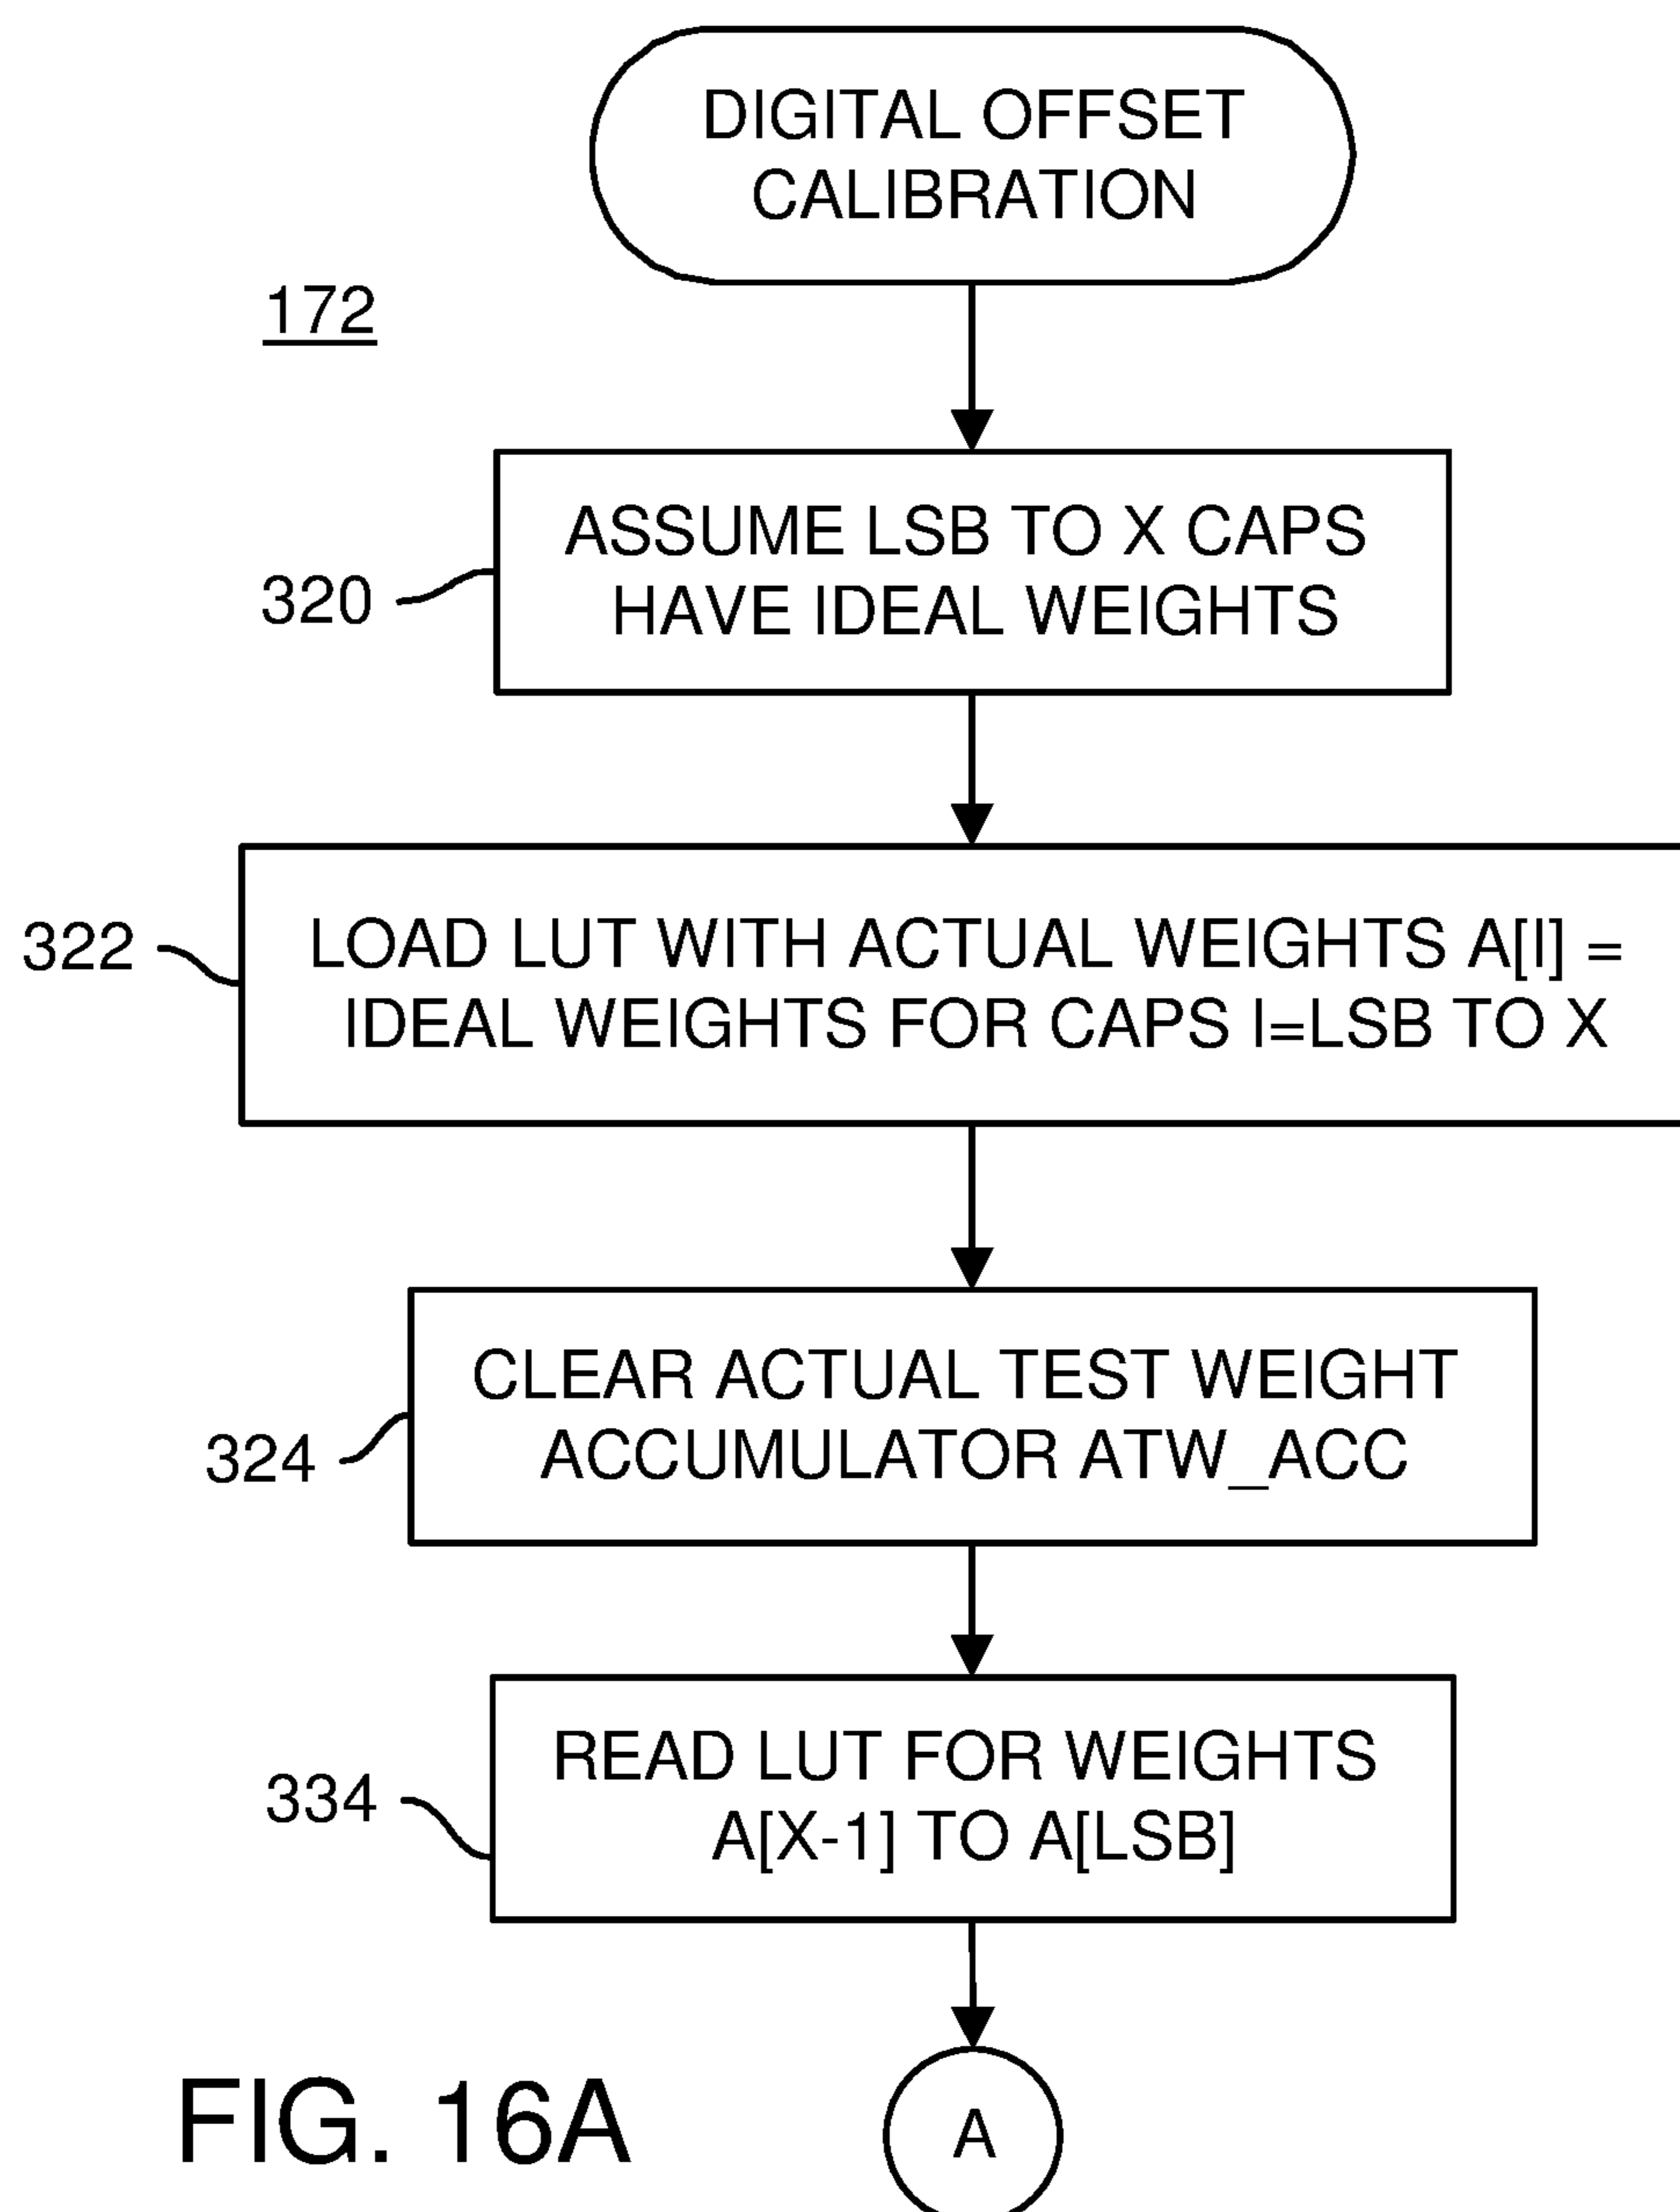 DIGITAL OFFSET
CALIBRATION
172
ASSUME LSB TO X CAPS
HAVE IDEAL WEIGHTS
320
LOAD LUT WITH ACTUAL WEIGHTS A[I] =
IDEAL WEIGHTS FOR CAPS I=LSB TO X
322
CLEAR ACTUAL TEST WEIGHT
ACCUMULATOR ATW_ACC
324
READ LUT FOR WEIGHTS
A[X-1] TO A[LSB]
334
A
FIG. 16A